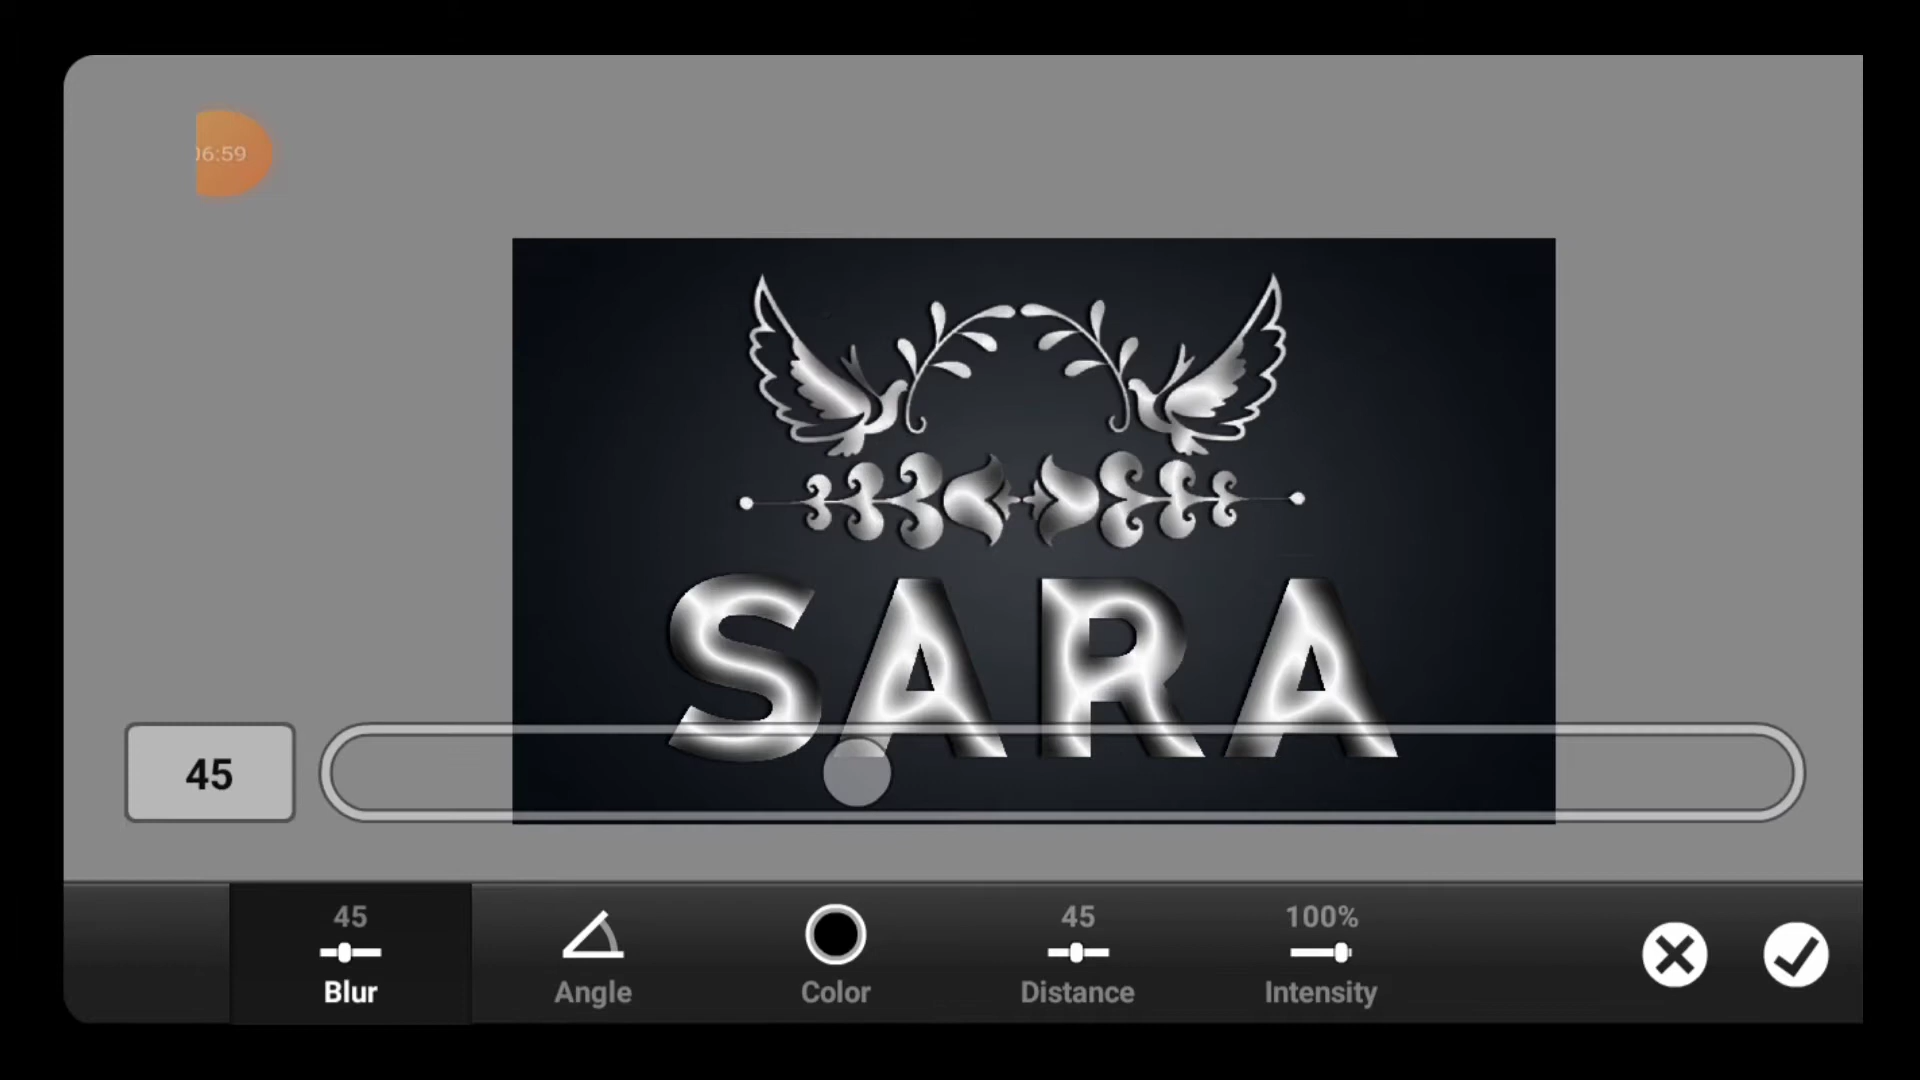 06:59
SARA
45
45
Blur
Angle
Color
45
Distance
100%
Intensity